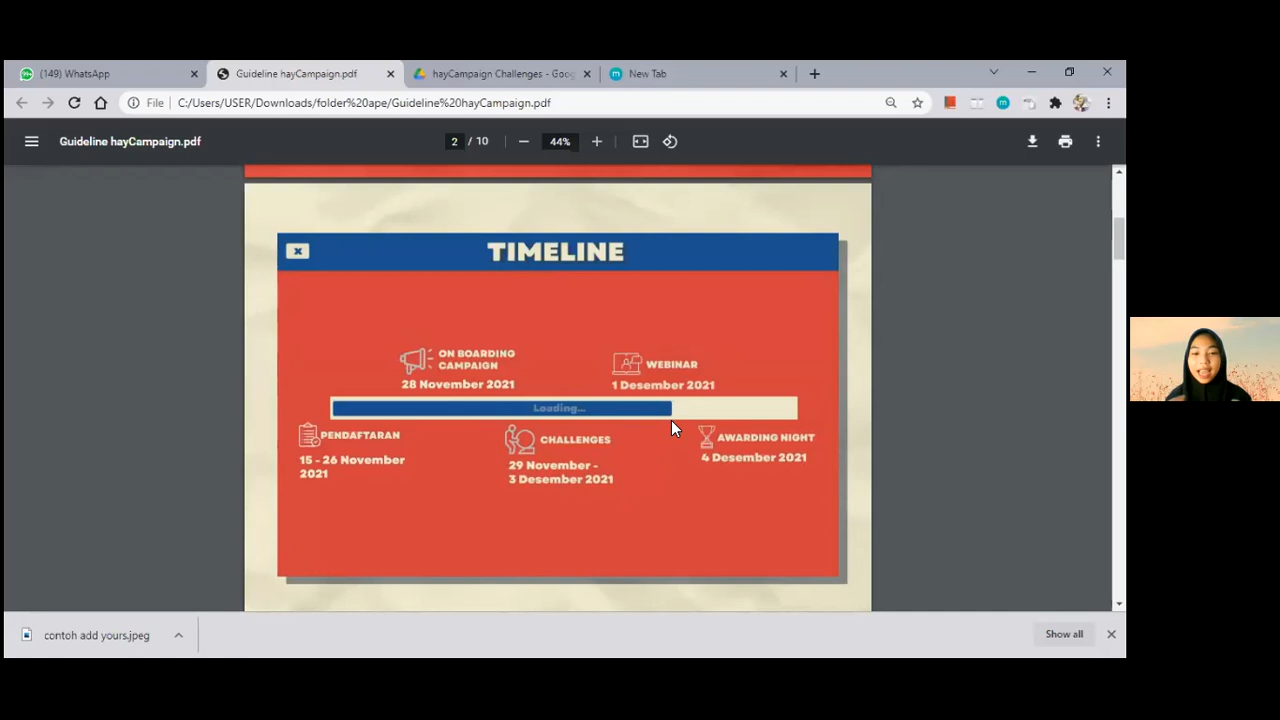 (149) WhatsApp
Guideline hayCampaign.pdf
hayCampaign Challenges - Goo
New Tab
File
C:/Users/USER/Downloads/folder%20ape/Guideline%20hayCampaign.pdf
Guideline hayCampaign.pdf
2 / 10
44%
TIMELINE
ON BOARDING
CAMPAIGN
28 November 2021
WEBINAR
1 Desember 2021
Loading...
PENDAFTARAN
15 - 26 November
2021
CHALLENGES
29 November -
3 Desember 2021
AWARDING NIGHT
4 Desember 2021
contoh add yours.jpeg
Show all